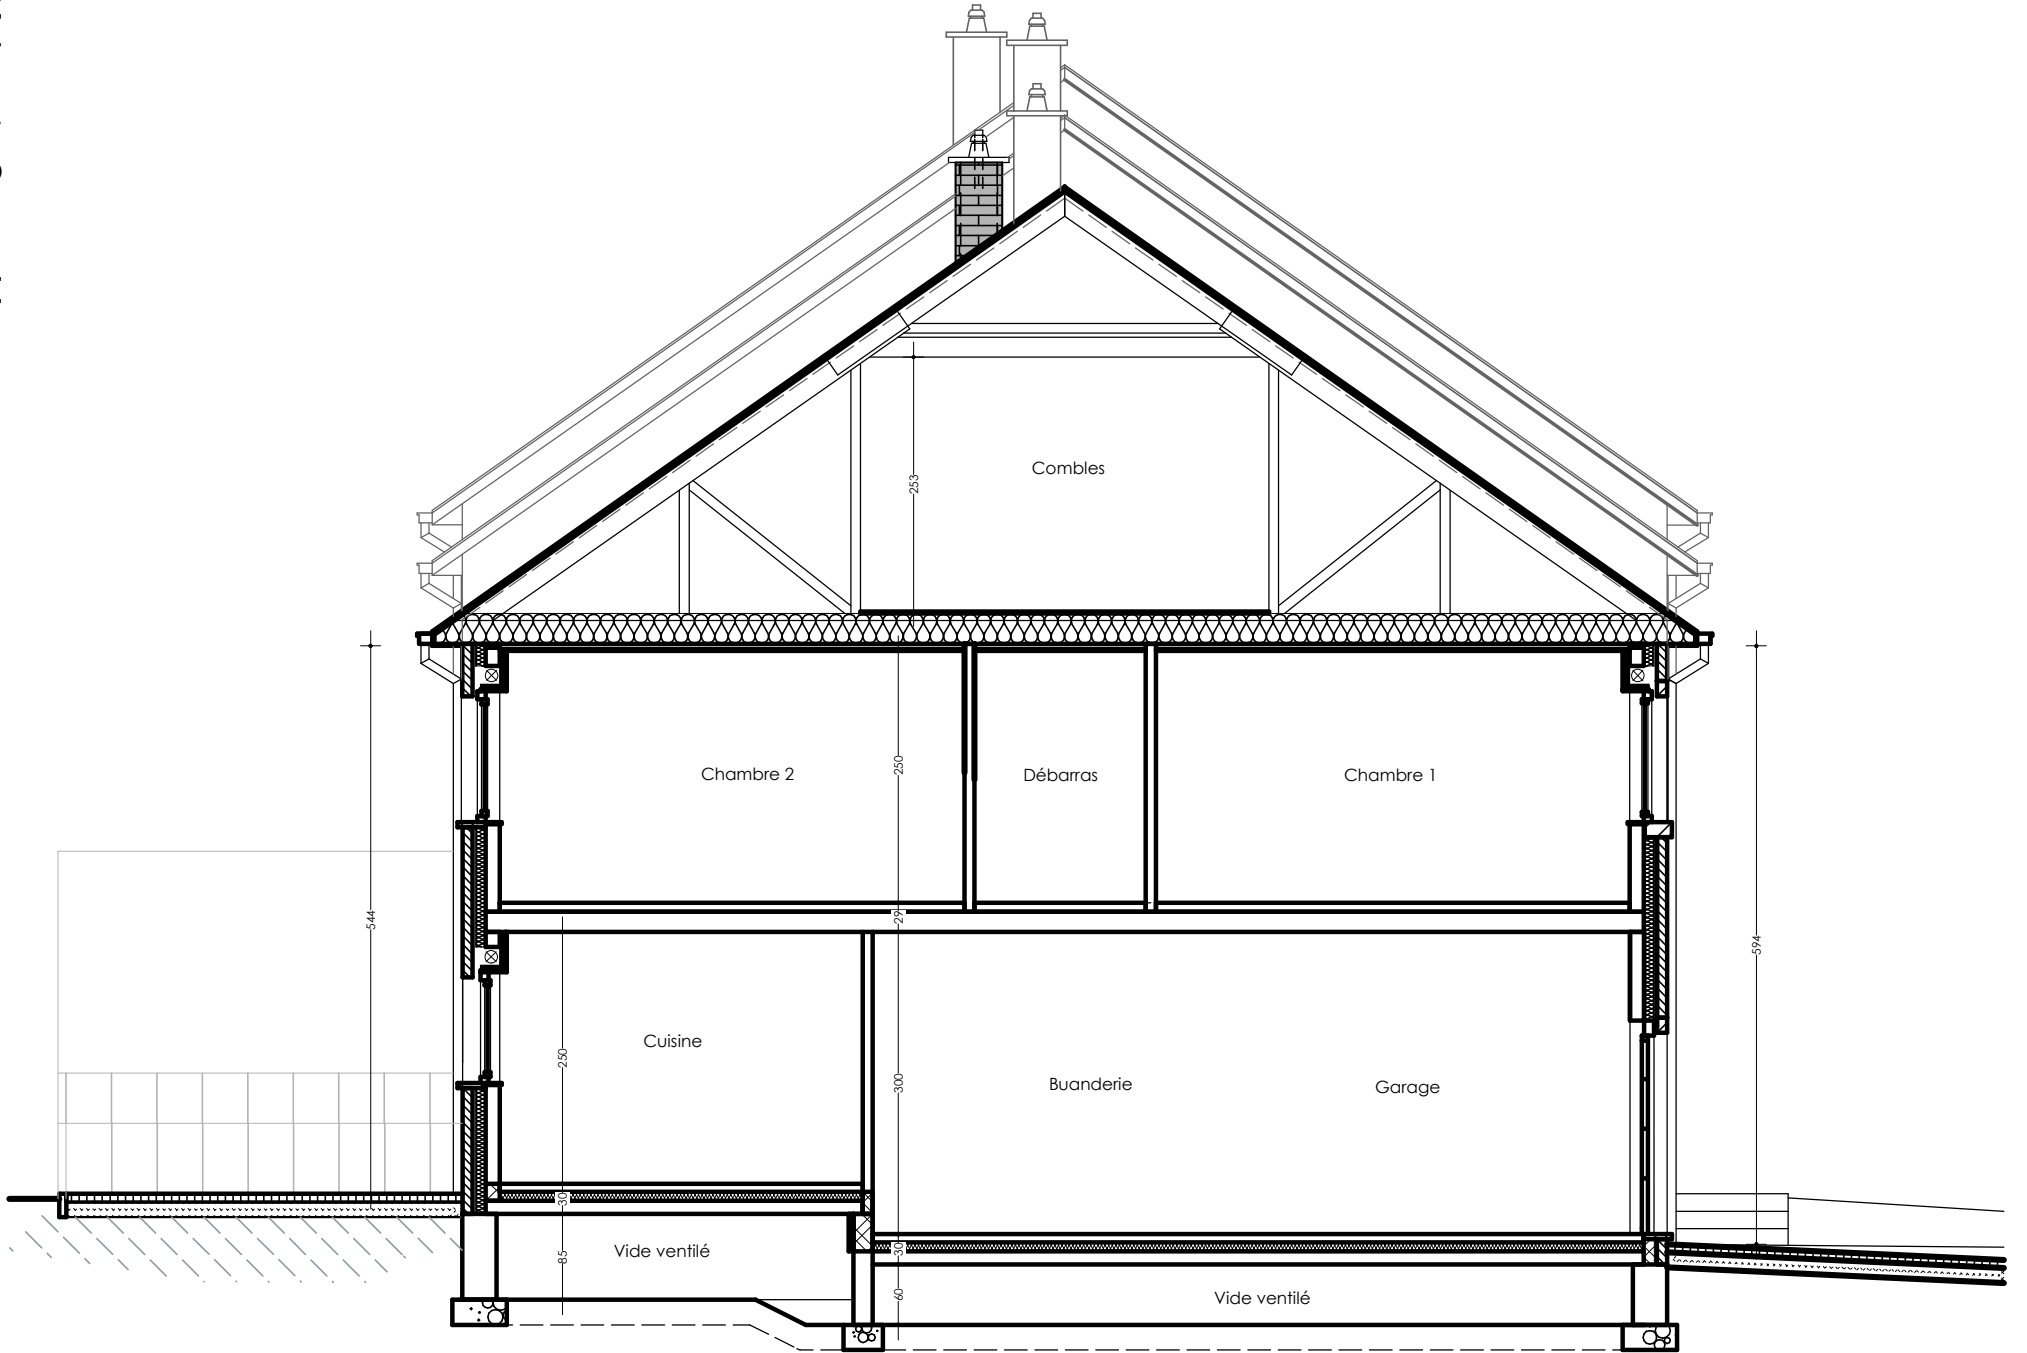 Combles
253
Chambre 2
250
Débarras
Chambre 1
544
29
594
Cuisine
250
300
Buanderie
Garage
30
Vide ventilé
85
30
60
Vide ventilé